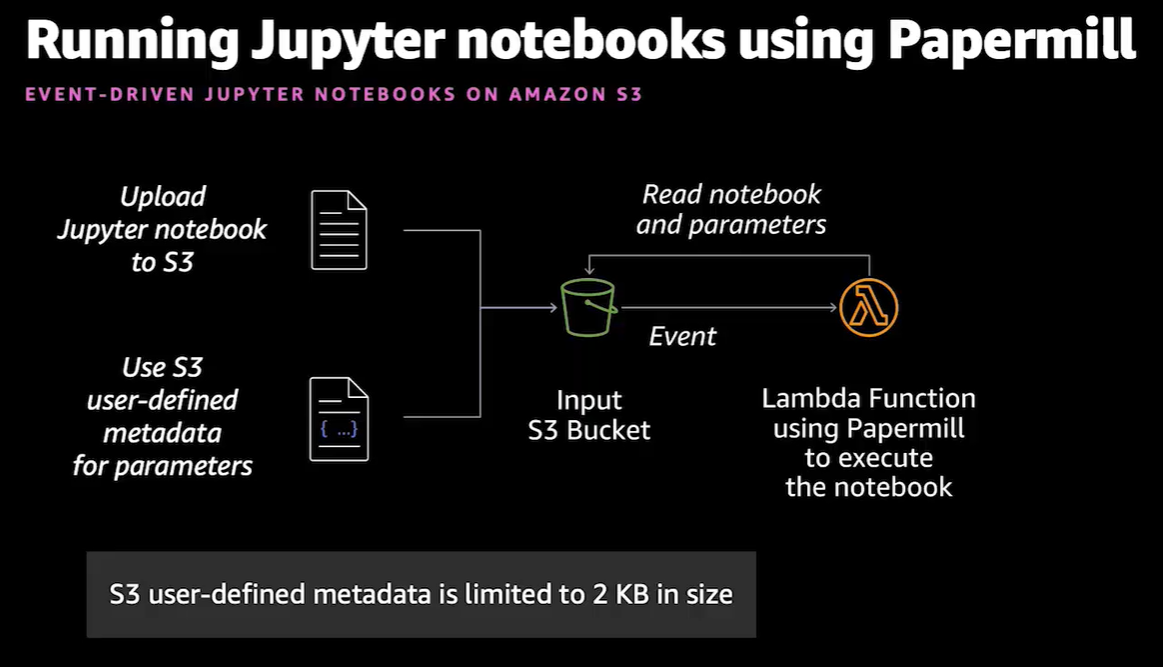 Running Jupyter notebooks using Papermill
EVENT-DRIVEN JUPYTER NOTEBOOKS ON AMAZON S3
Upload
Jupyter notebook
to S3
Read notebook
and parameters
Event
Use S3
user-defined
metadata
for parameters
{ ...}
Input
S3 Bucket
Lambda Function
using Papermill
to execute
the notebook
S3 user-defined metadata is limited to 2 KB in size